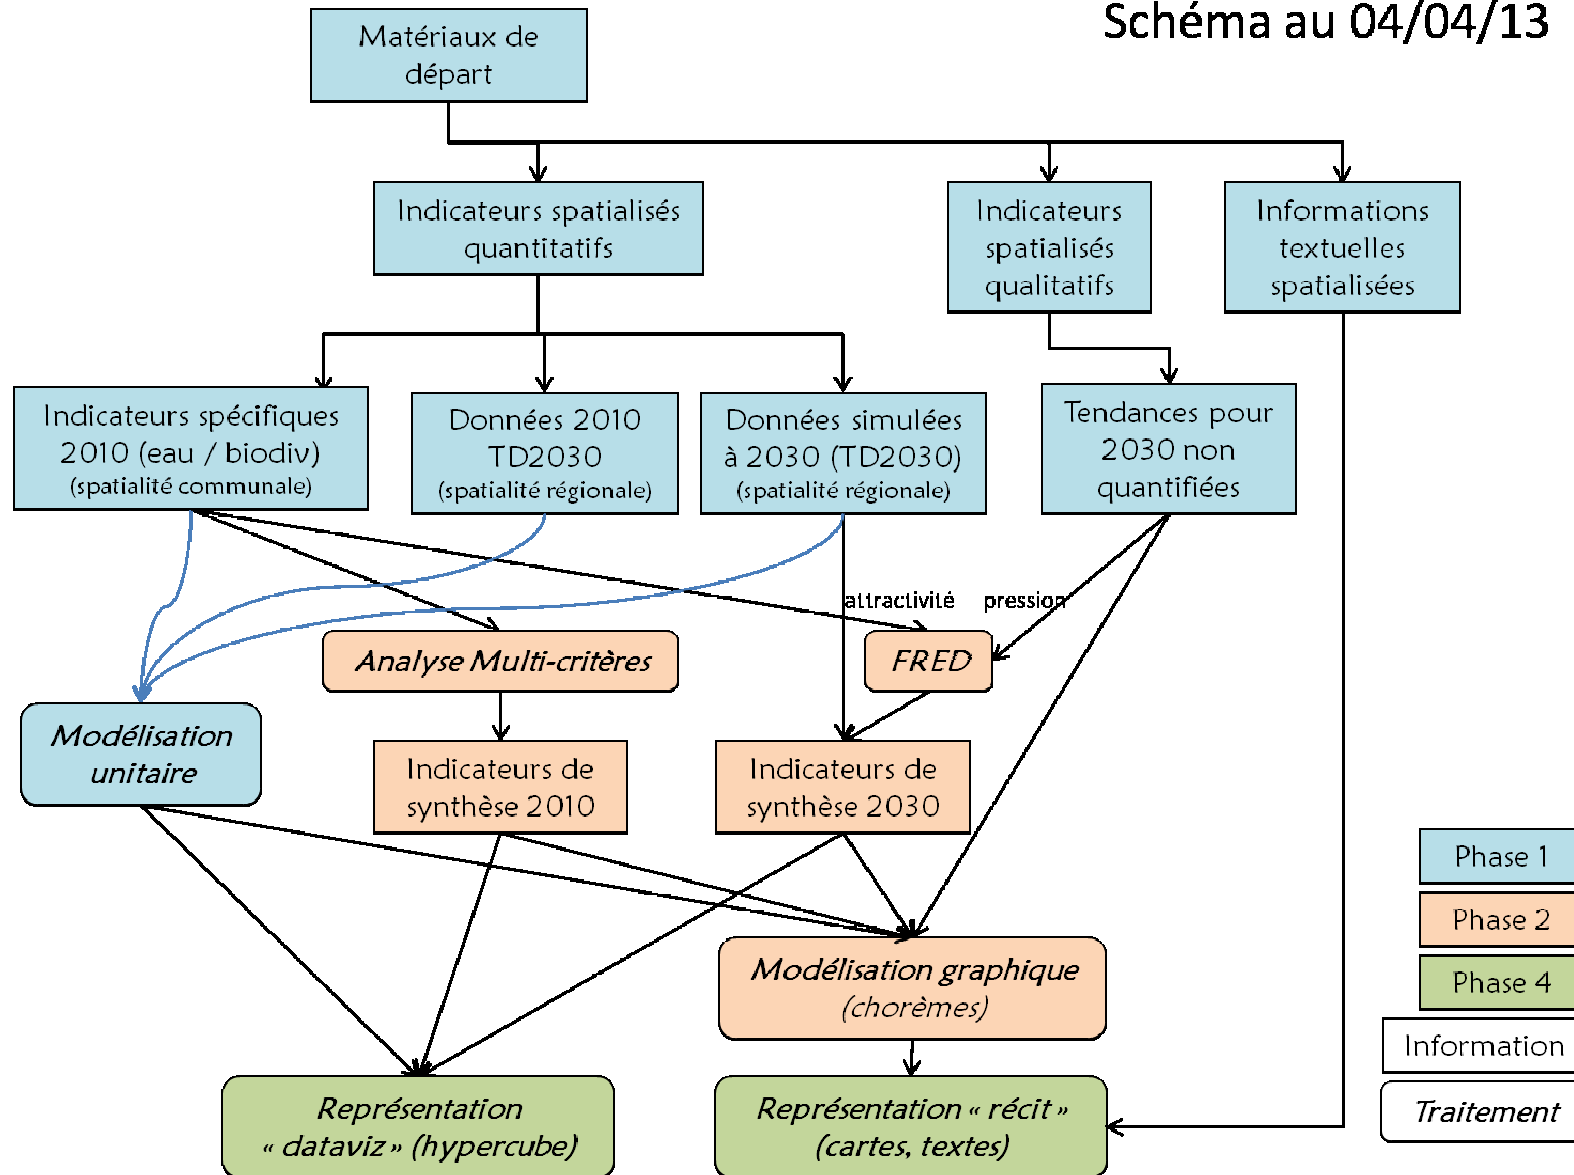 Schéma au 04/04/13
Matériaux de
départ
Indicateurs spatialisés
quantitatifs
Indicateurs
spatialisés
qualitatifs
Informations
textuelles
spatialisées
Indicateurs spécifiques
2010 (eau / biodiv)
(spatialité communale)
Données 2010
TD2030
(spatialité régionale)
Données simulées
à 2030 (TD2030)
(spatialité régionale)
Tendances pour
2030 non
quantifiées
attractivité
pression
Analyse Multi-critères
FRED
Modélisation
unitaire
Indicateurs de
synthèse 2010
Indicateurs de
synthèse 2030
Phase 1
Phase 2
Phase 4
Information
Traitement
Modélisation graphique
(chorèmes)
Représentation
« dataviz » (hypercube)
Représentation « récit »
(cartes, textes)